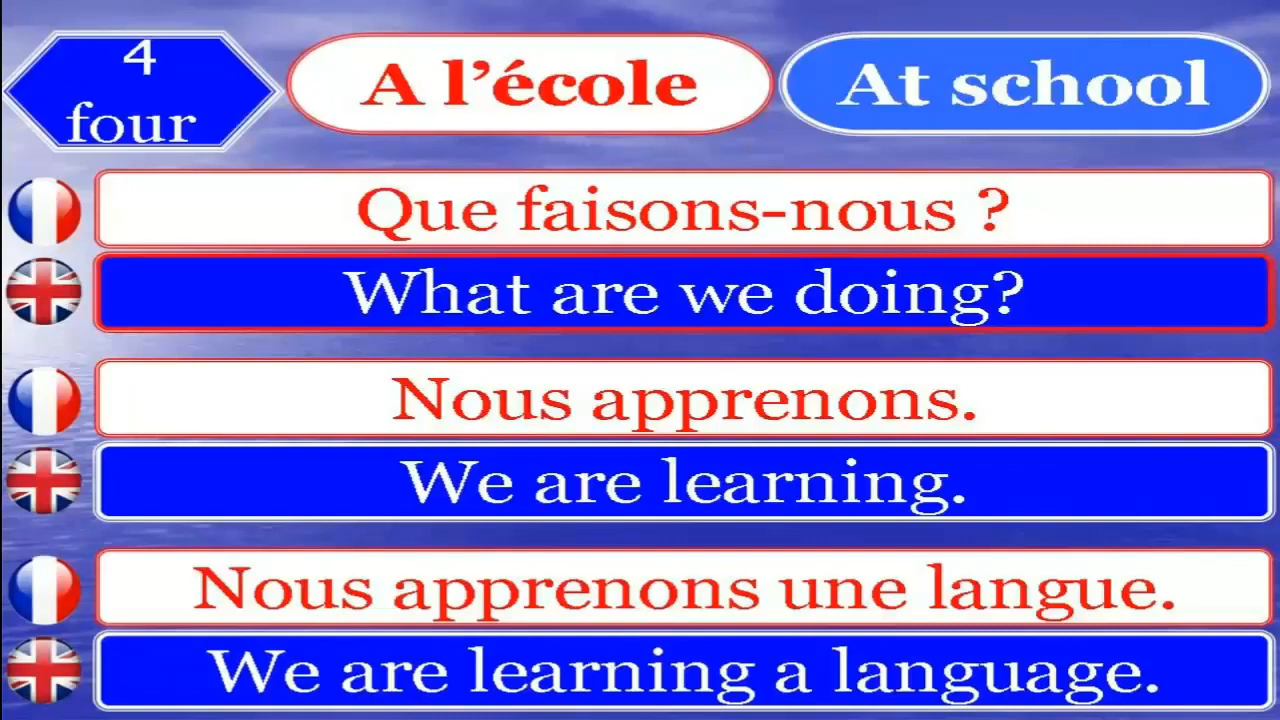 4
four
A l’école
At school
Que faisons-nous ?
What are we doing?
Nous apprenons.
We are learning.
Nous apprenons une langue.
We are learning a language.